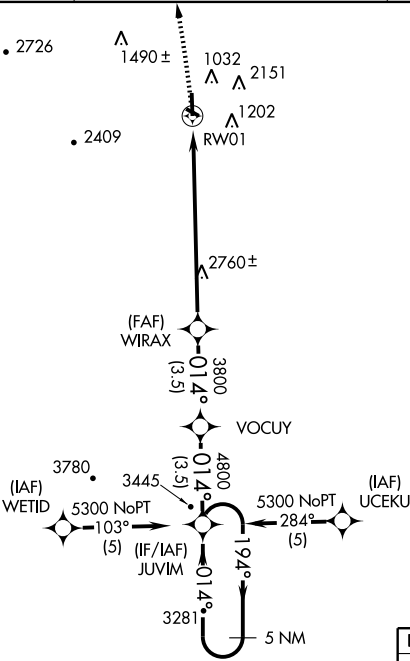 2726
1490 ±
1032
2151
1202
RW01
2409
2760±
(FAF)
WIRAX
3800
014°
(3.5)
VOCUY
4800
014°
(3.5)
3780
3445
(IAF)
WETID
5300 NoPT
103°
(5)
(IF/IAF)
JUVIM
5300 NoPT
284°
(5)
(IAF)
UCEKU
014°
194°
3281
5 NM